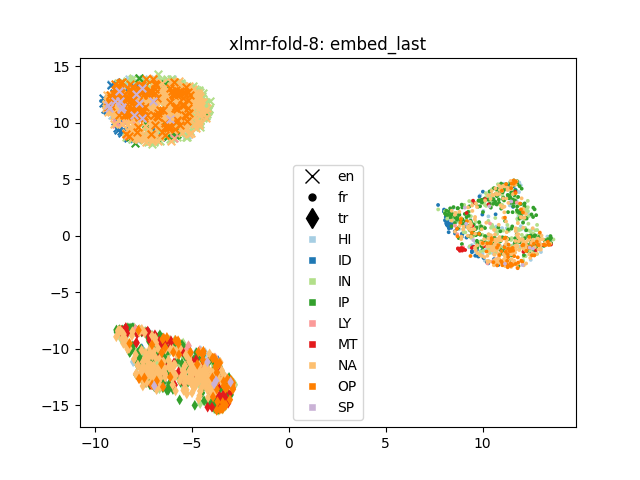 xlmr-fold-8: embed_last
15
10
5
0
−5
−10
−15
en
fr
tr
HI
ID
IN
IP
LY
MT
NA
OP
SP
−10
−5
0
5
10